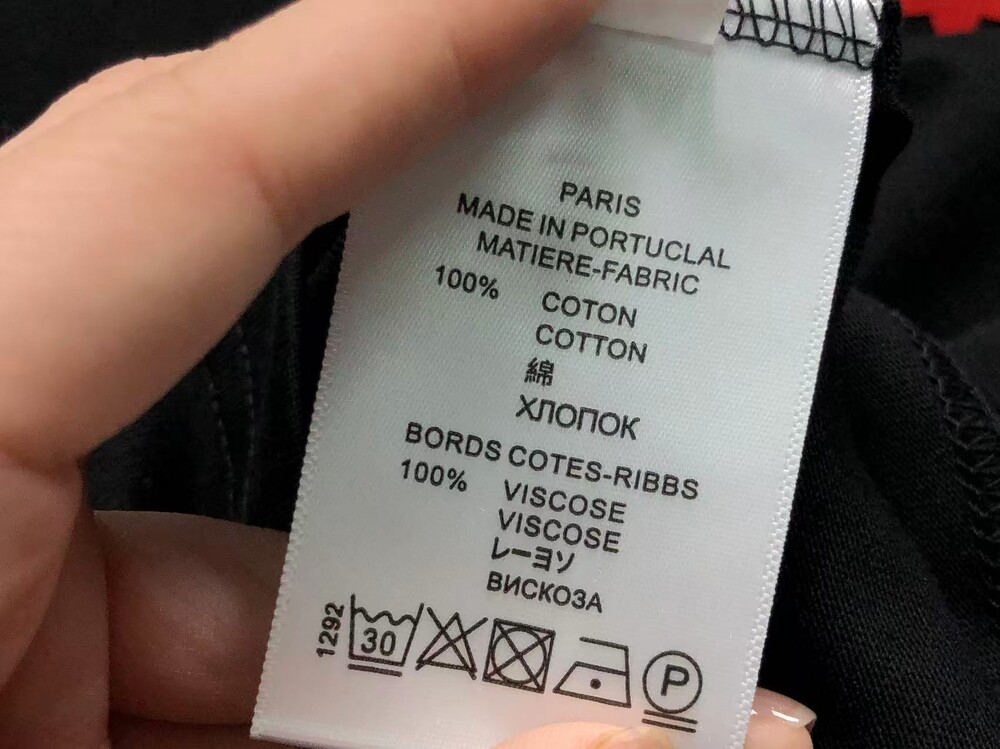 PARIS
MADE IN PORTUCLAL
MATIERE-FABRIC
100% COTON
COTTON
綿
ХЛОПОК
BORDS COTES-RIBBS
100% VISCOSE
VISCOSE
レーヨソ
ВИСКОЗА
1292 30 P